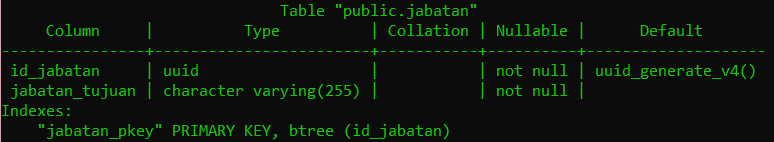 Table "public.jabatan"
Column | Type | Collation | Nullable | Default
----------------+------------------------+-----------+----------+--------------------
id_jabatan | uuid | | not null | uuid_generate_v4()
jabatan_tujuan | character varying(255) | | not null |
Indexes:
"jabatan_pkey" PRIMARY KEY, btree (id_jabatan)